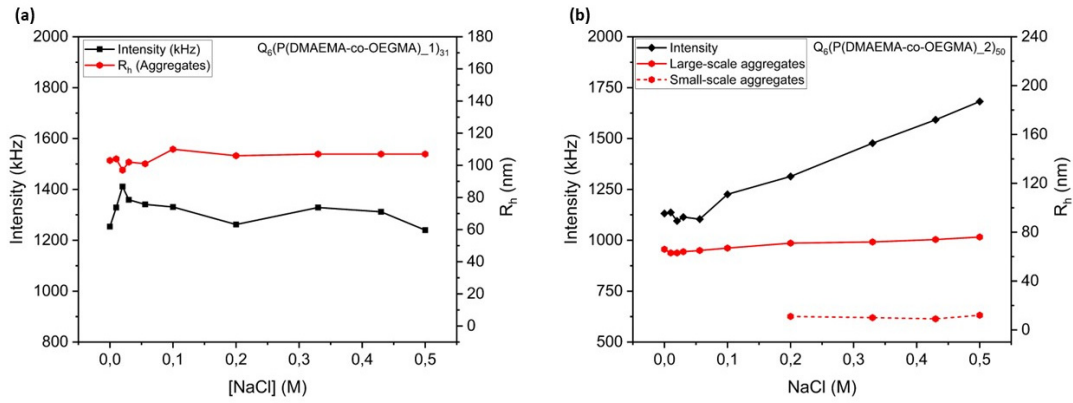 (a)
Q6(P(DMAEMA-co-OEGMA)_1)31
Intensity (kHz)
Rh (Aggregates)
Intensity (kHz)
2000
1800
1600
1400
1200
1000
800
180
160
140
120
100
80
60
40
20
0
Rh (nm)
0,0 0,1 0,2 0,3 0,4 0,5
[NaCl] (M)
(b)
Q6(P(DMAEMA-co-OEGMA)_2)50
Intensity
Large-scale aggregates
Small-scale aggregates
Intensity (kHz)
2000
1750
1500
1250
1000
750
500
240
200
160
120
80
40
0
Rh (nm)
0,0 0,1 0,2 0,3 0,4 0,5
NaCl (M)